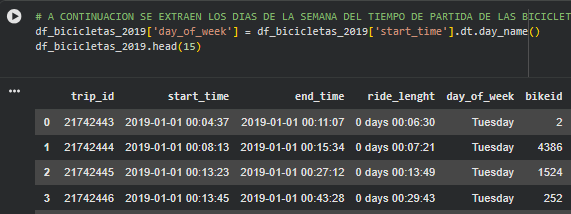 # A CONTINUACION SE EXTRAEN LOS DIAS DE LA SEMANA DEL TIEMPO DE PARTIDA DE LAS BICICLET
df_bicicletas_2019['day_of_week'] = df_bicicletas_2019['start_time'].dt.day_name()
df_bicicletas_2019.head(15)
trip_id start_time end_time ride_lenght day_of_week bikeid
0 21742443 2019-01-01 00:04:37 2019-01-01 00:11:07 0 days 00:06:30 Tuesday 2
1 21742444 2019-01-01 00:08:13 2019-01-01 00:15:34 0 days 00:07:21 Tuesday 4386
2 21742445 2019-01-01 00:13:23 2019-01-01 00:27:12 0 days 00:13:49 Tuesday 1524
3 21742446 2019-01-01 00:13:45 2019-01-01 00:43:28 0 days 00:29:43 Tuesday 252